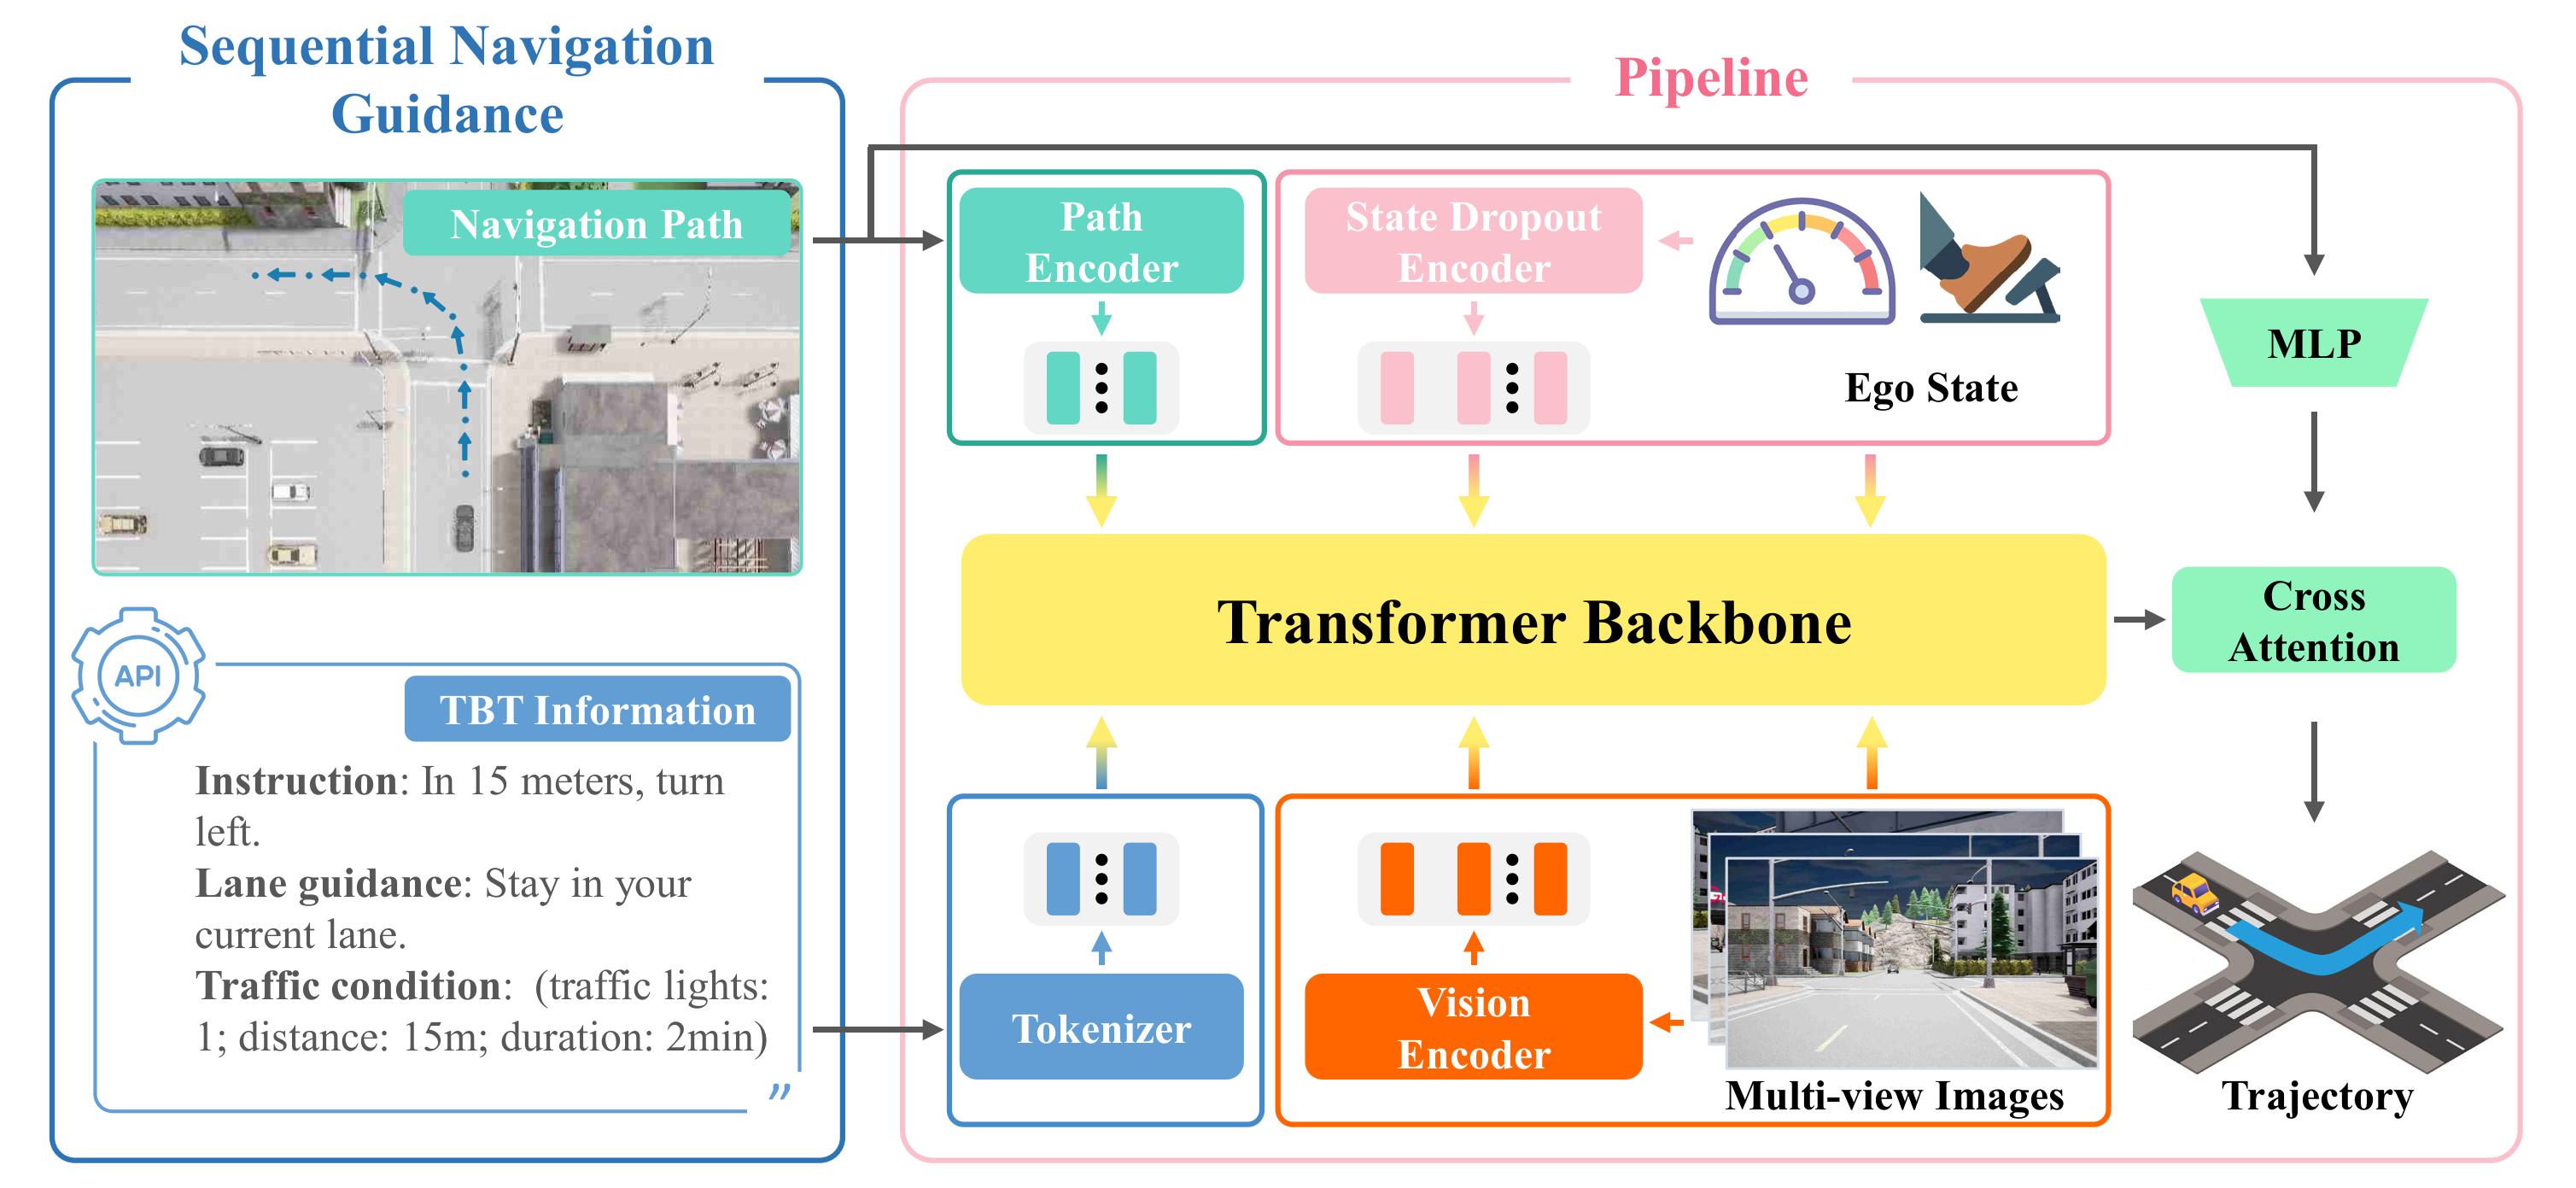 Sequential Navigation
Guidance
Navigation Path
API
TBT Information
Instruction: In 15 meters, turn
left.
Lane guidance: Stay in your
current lane.
Traffic condition: (traffic lights:
1; distance: 15m; duration: 2min)
”
Pipeline
Path
Encoder
State Dropout
Encoder
Ego State
MLP
Transformer Backbone
Cross
Attention
Tokenizer
Vision
Encoder
Multi-view Images
Trajectory